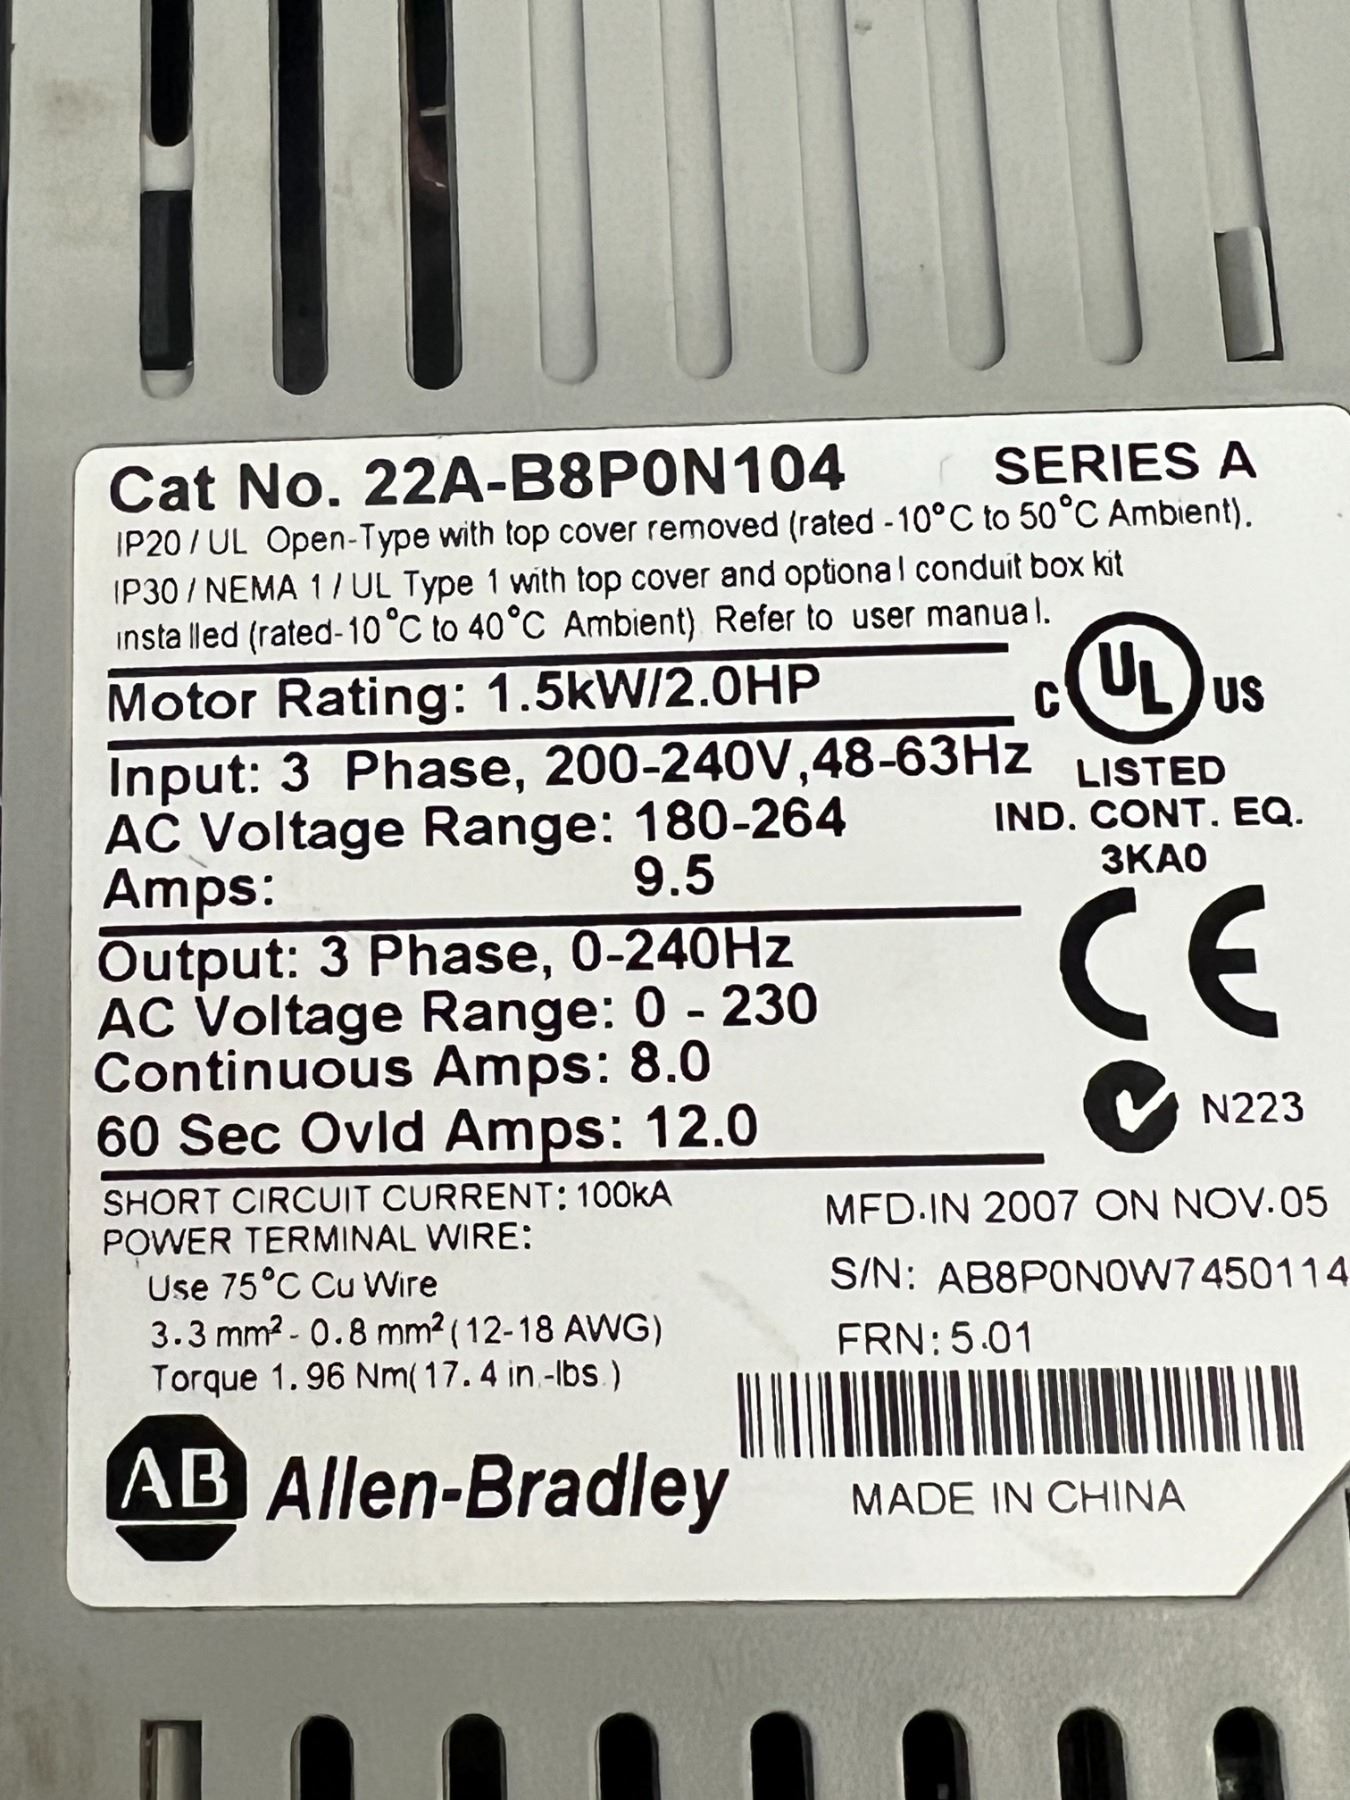 Cat No. 22A-B8P0N104 SERIES A
IP20 / UL Open-Type with top cover removed (rated -10°C to 50°C Ambient).
IP30 / NEMA 1 / UL Type 1 with top cover and optional conduit box kit
installed (rated-10°C to 40°C Ambient) Refer to user manual.
Motor Rating: 1.5kW/2.0HP
C UL US
Input: 3 Phase, 200-240V,48-63Hz
LISTED
AC Voltage Range: 180-264
IND. CONT. EQ.
Amps: 9.5
3KA0
CE
Output: 3 Phase, 0-240Hz
AC Voltage Range: 0 - 230
Continuous Amps: 8.0
60 Sec Ovld Amps: 12.0
N223
SHORT CIRCUIT CURRENT: 100kA
POWER TERMINAL WIRE:
Use 75°C Cu Wire
3.3 mm² - 0.8 mm² (12-18 AWG)
Torque 1.96 Nm(17.4 in.-lbs.)
MFD.IN 2007 ON NOV.05
S/N: AB8P0N0W7450114
FRN: 5.01
AB Allen-Bradley
MADE IN CHINA